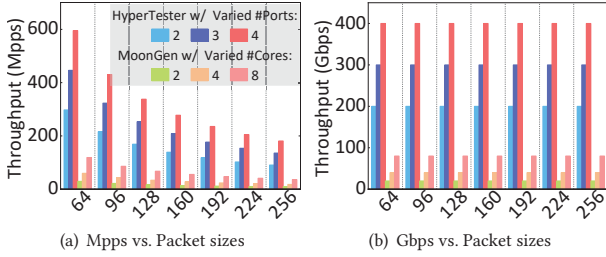 HyperTester w/ Varied #Ports:
2 3 4
MoonGen w/ Varied #Cores:
2 4 8
Throughput (Mpps)
600
400
200
0
64 96 128 160 192 224 256
(a) Mpps vs. Packet sizes
Throughput (Gbps)
400
300
200
100
0
64 96 128 160 192 224 256
(b) Gbps vs. Packet sizes